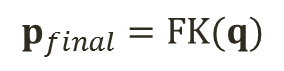 p_final = FK(q)